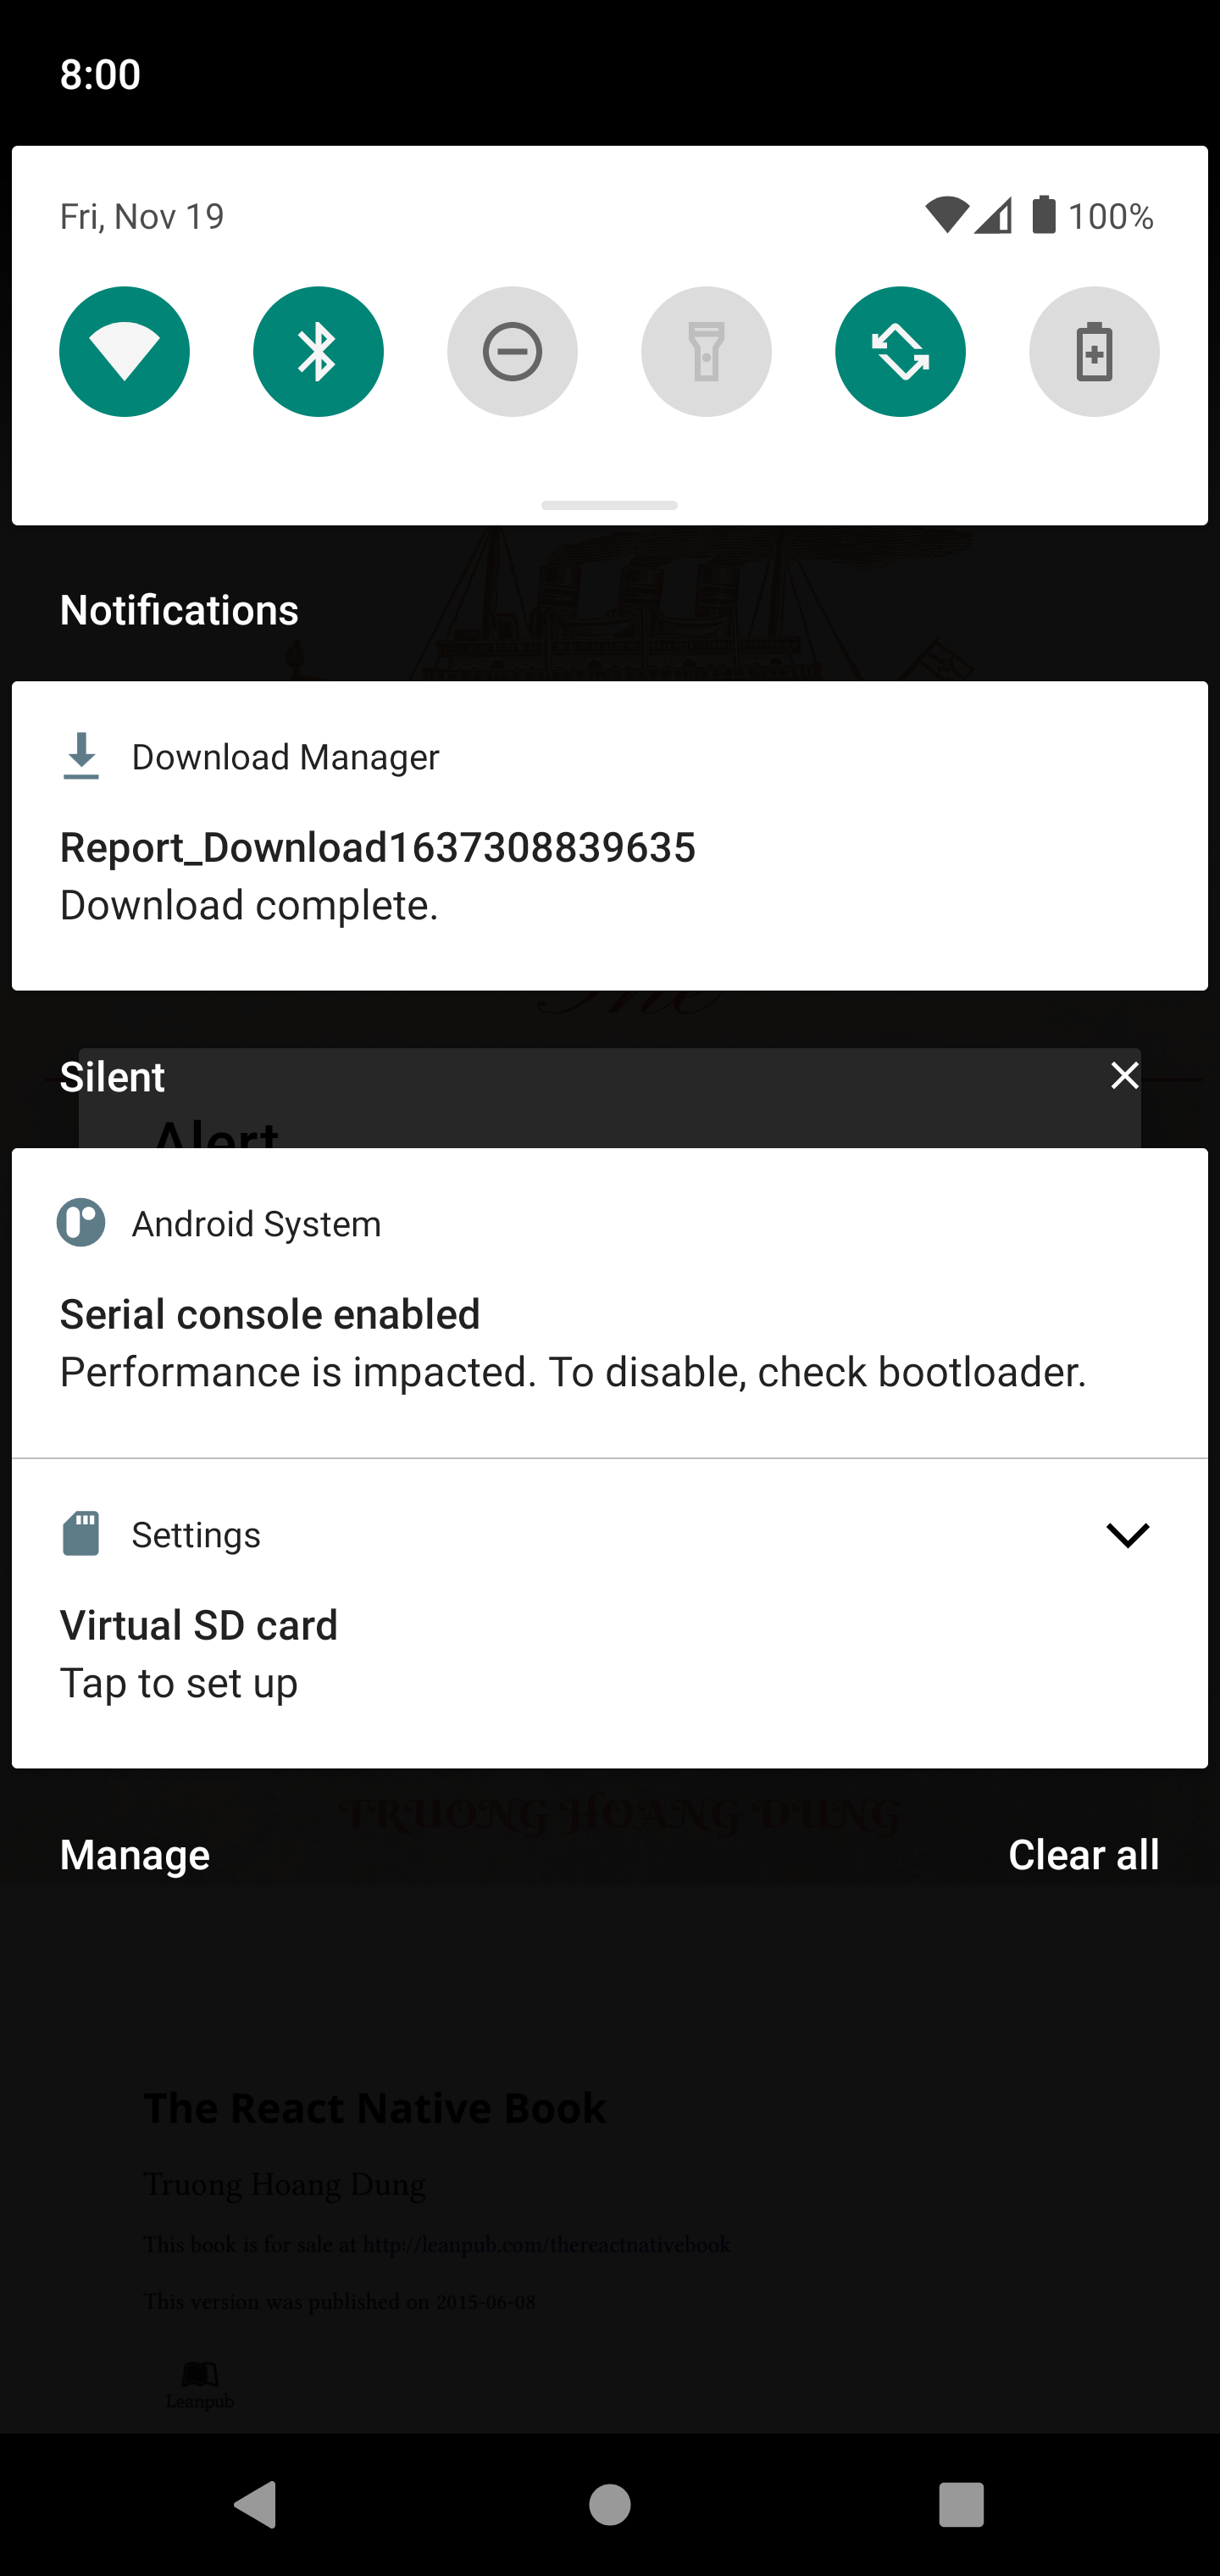 8:00
Fri, Nov 19
100%
Notifications
Download Manager
Report_Download1637308839635
Download complete.
The
Silent
Alert
Android System
Serial console enabled
Performance is impacted. To disable, check bootloader.
Settings
Virtual SD card
Tap to set up
TRUONG HOANG DUNG
Manage
Clear all
The React Native Book
Truong Hoang Dung
This book is for sale at http://leanpub.com/thereactnativebook
This version was published on 2015-06-08
Leanpub